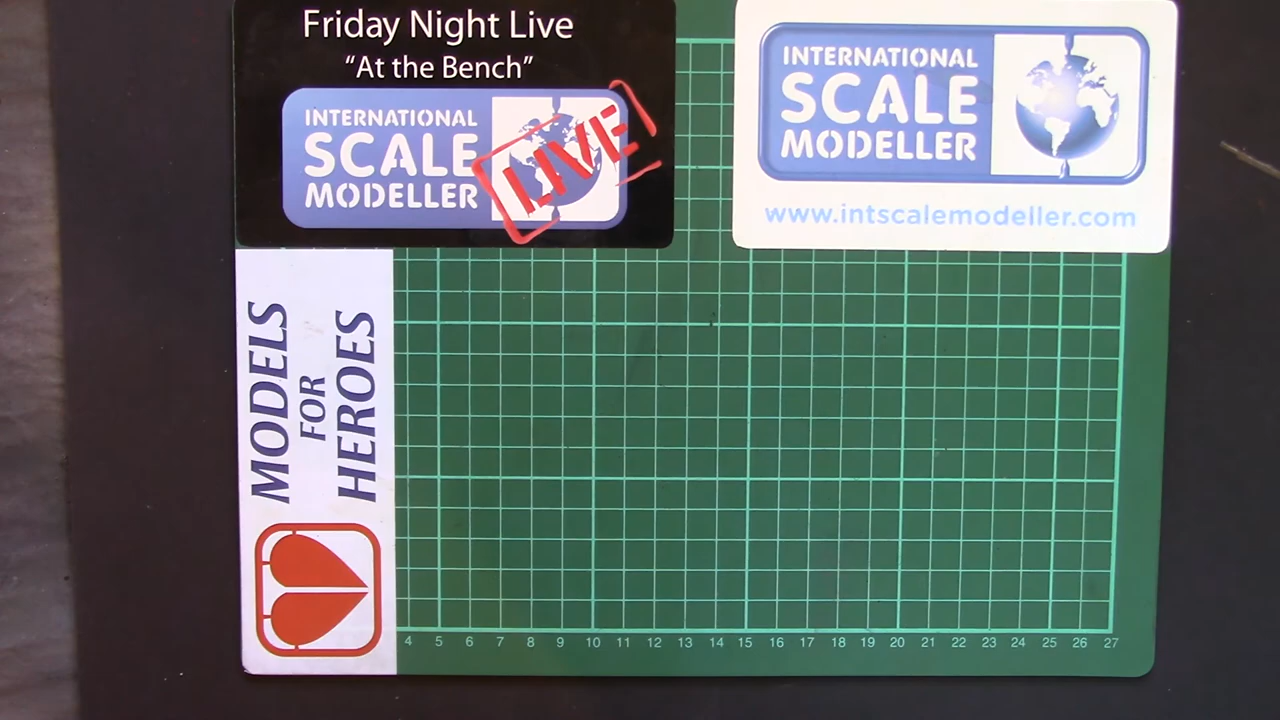 Friday Night Live
“At the Bench”
INTERNATIONAL
SCALE
MODELLER
LIVE!
INTERNATIONAL
SCALE
MODELLER
www.intscalemodeller.com
MODELS
FOR
HEROES
4 5 6 7 8 9 10 11 12 13 14 15 16 17 18 19 20 21 22 23 24 25 26 27